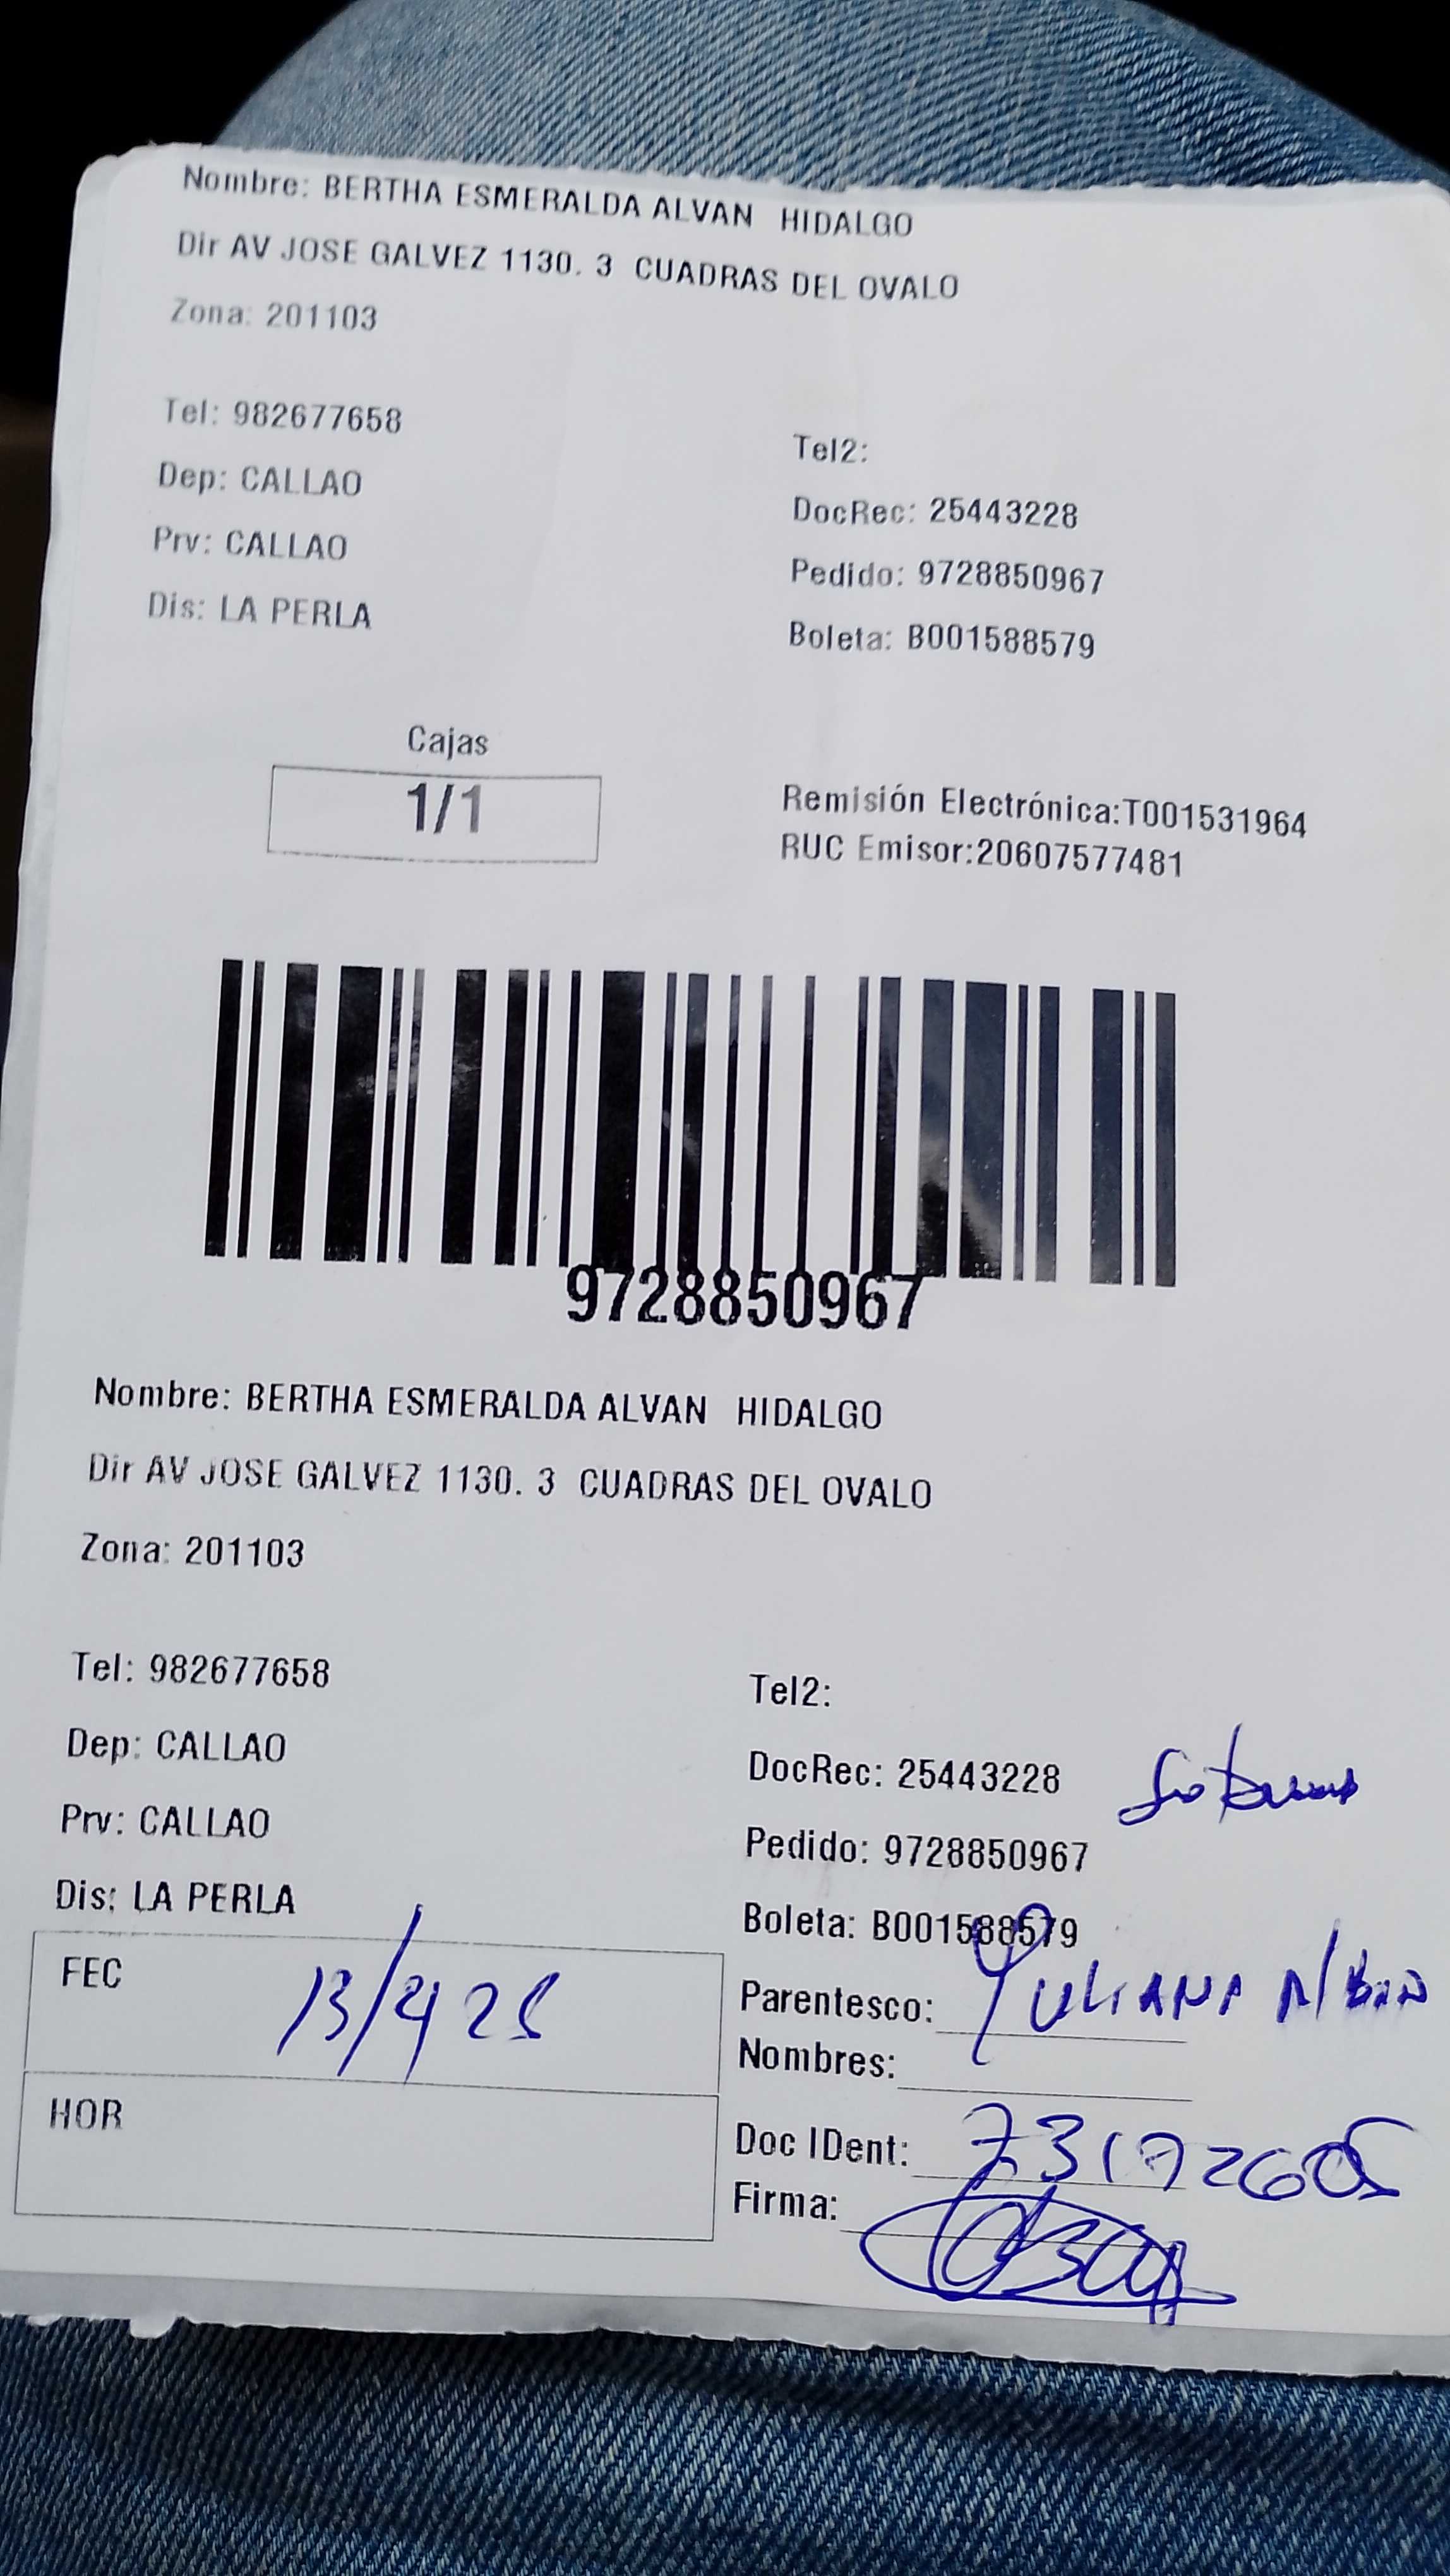 Nombre: BERTHA ESMERALDA ALVAN HIDALGO
Dir AV JOSE GALVEZ 1130. 3 CUADRAS DEL OVALO
Zona: 201103
Tel: 982677658
Tel2:
Dep: CALLAO
DocRec: 25443228
Prv: CALLAO
Pedido: 9728850967
Dis: LA PERLA
Boleta: B001588579
Cajas
1/1
Remisión Electrónica:T001531964
RUC Emisor:20607577481
9728850967
Nombre: BERTHA ESMERALDA ALVAN HIDALGO
Dir AV JOSE GALVEZ 1130. 3 CUADRAS DEL OVALO
Zona: 201103
Tel: 982677658
Tel2:
Dep: CALLAO
DocRec: 25443228
Prv: CALLAO
Pedido: 9728850967
Dis: LA PERLA
Boleta: B001588579
FEC
Parentesco: YULIANA
Nombres:
HOR
Doc IDent:
Firma: